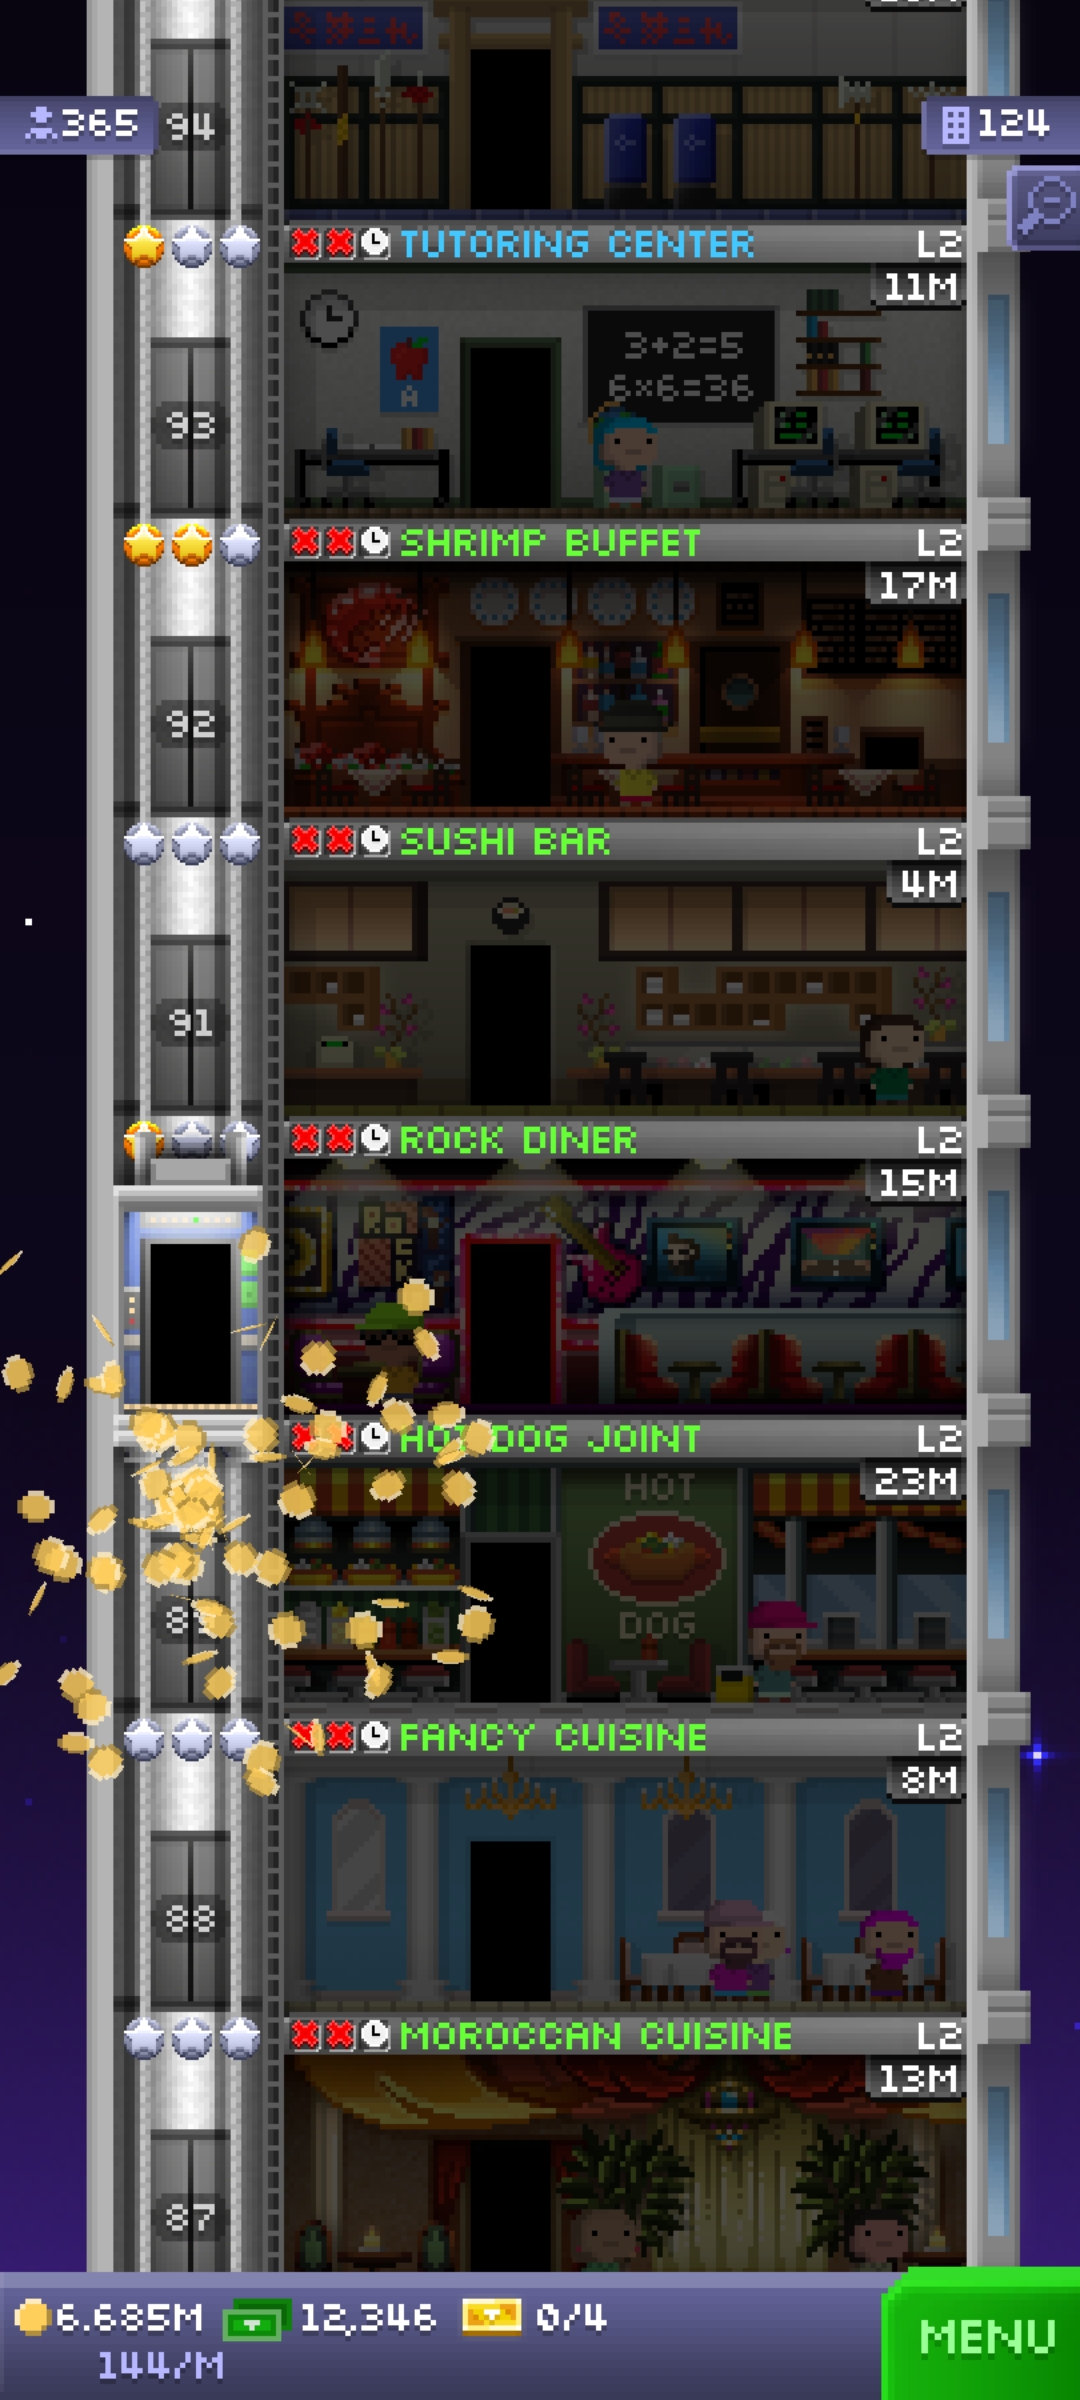 365
94
124
TUTORING CENTER L2
11M
3+2=5
6×6=36
A
93
SHRIMP BUFFET L2
17M
92
SUSHI BAR L2
4M
91
ROCK DINER L2
15M
HOT DOG JOINT L2
23M
HOT
DOG
FANCY CUISINE L2
8M
88
MOROCCAN CUISINE L2
13M
87
6.685M 12,346 0/4
144/M
MENU